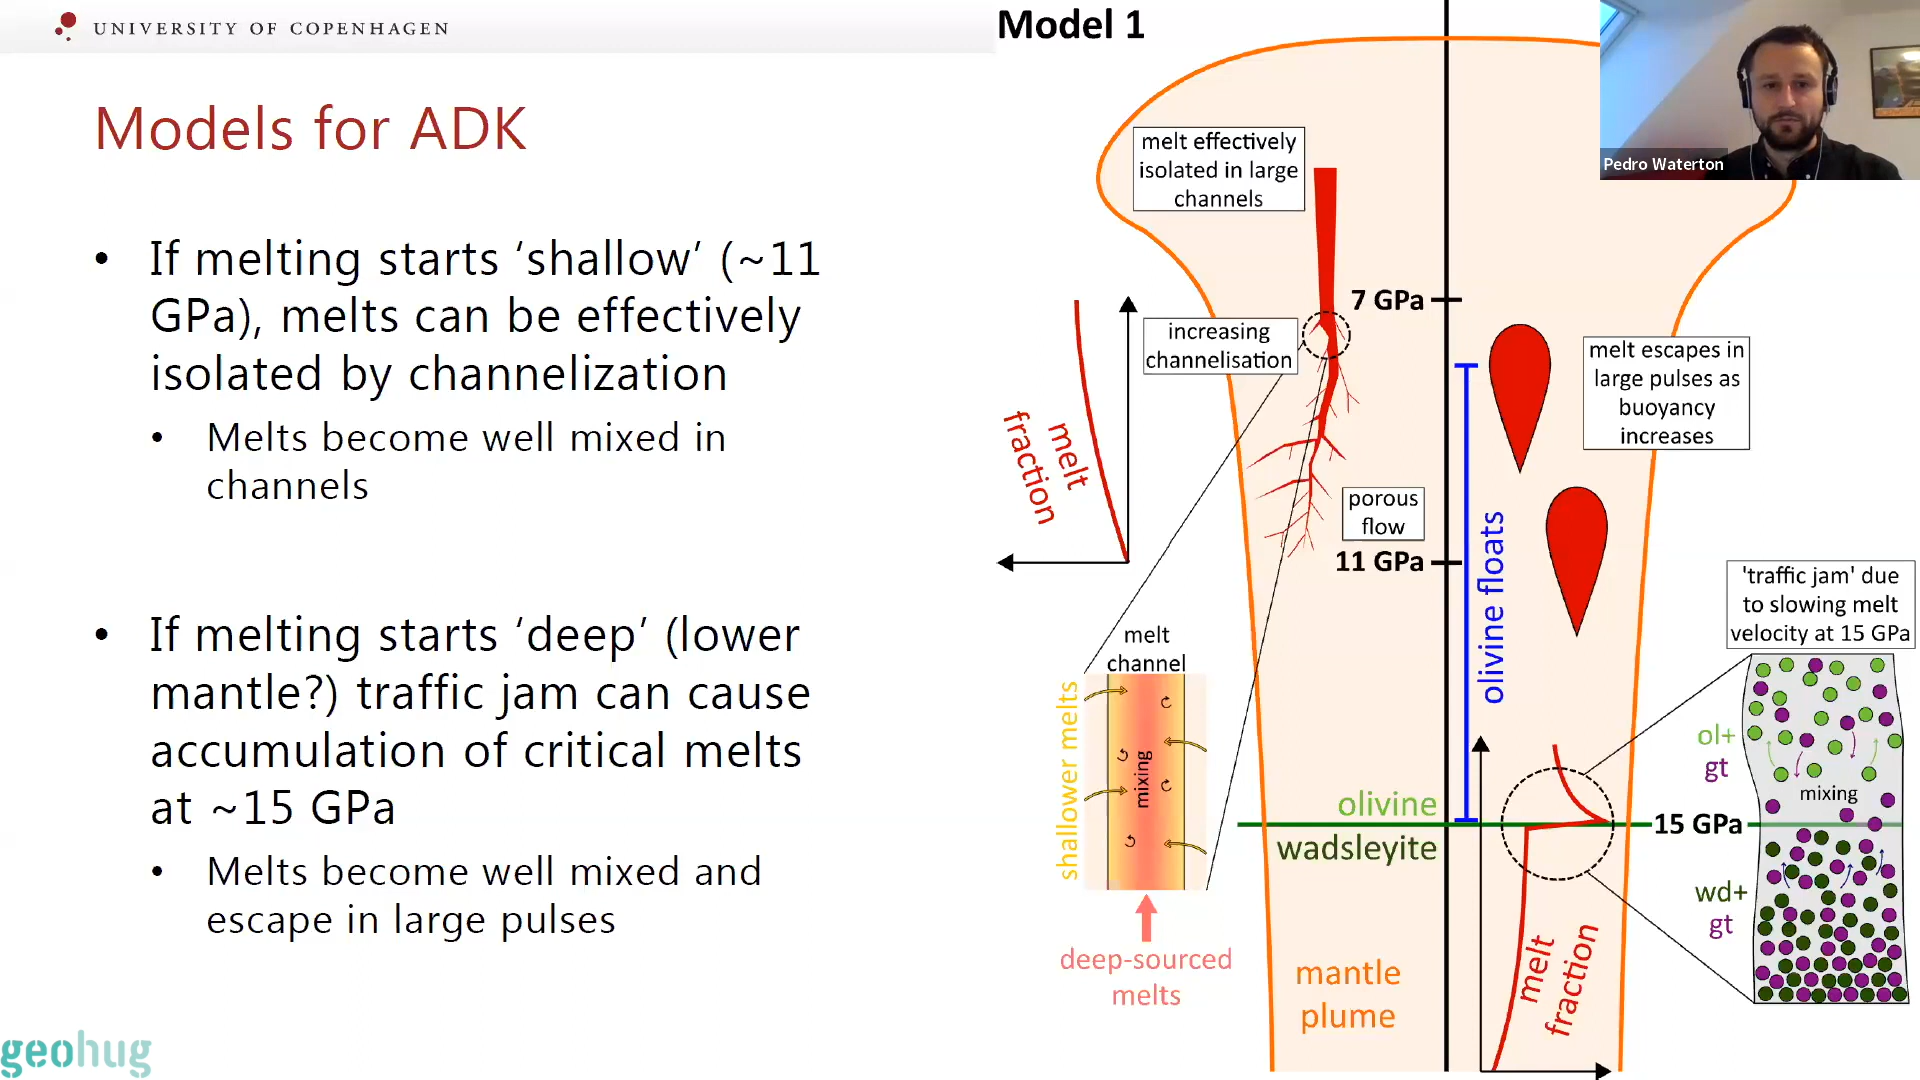 UNIVERSITY OF COPENHAGEN
Models for ADK
• If melting starts ‘shallow’ (~11
GPa), melts can be effectively
isolated by channelization
• Melts become well mixed in
channels
• If melting starts ‘deep’ (lower
mantle?) traffic jam can cause
accumulation of critical melts
at ~15 GPa
• Melts become well mixed and
escape in large pulses
geohug
Model 1
Pedro Waterton
melt effectively
isolated in large
channels
7 GPa
increasing
channelisation
melt
fraction
melt escapes in
large pulses as
buoyancy
increases
porous
flow
11 GPa
olivine floats
'traffic jam' due
to slowing melt
velocity at 15 GPa
melt
channel
shallower melts
mixing
deep-sourced
melts
olivine
wadsleyite
15 GPa
ol+
gt
mixing
wd+
gt
mantle
plume
melt
fraction